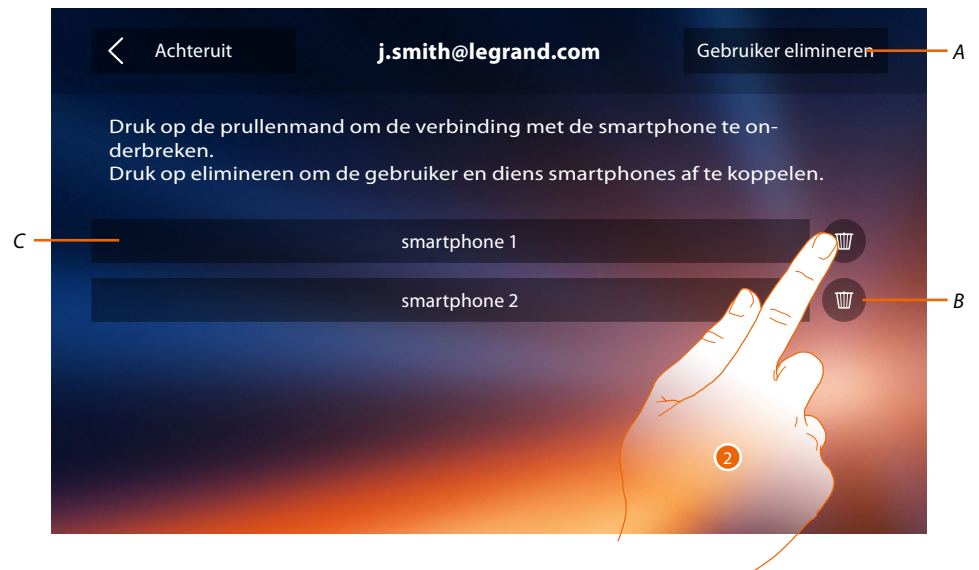 Achteruit
j.smith@legrand.com
Gebruiker elimineren
A
Druk op de prullenmand om de verbinding met de smartphone te on-
derbreken.
Druk op elimineren om de gebruiker en diens smartphones af te koppelen.
C
smartphone 1
smartphone 2
B
2